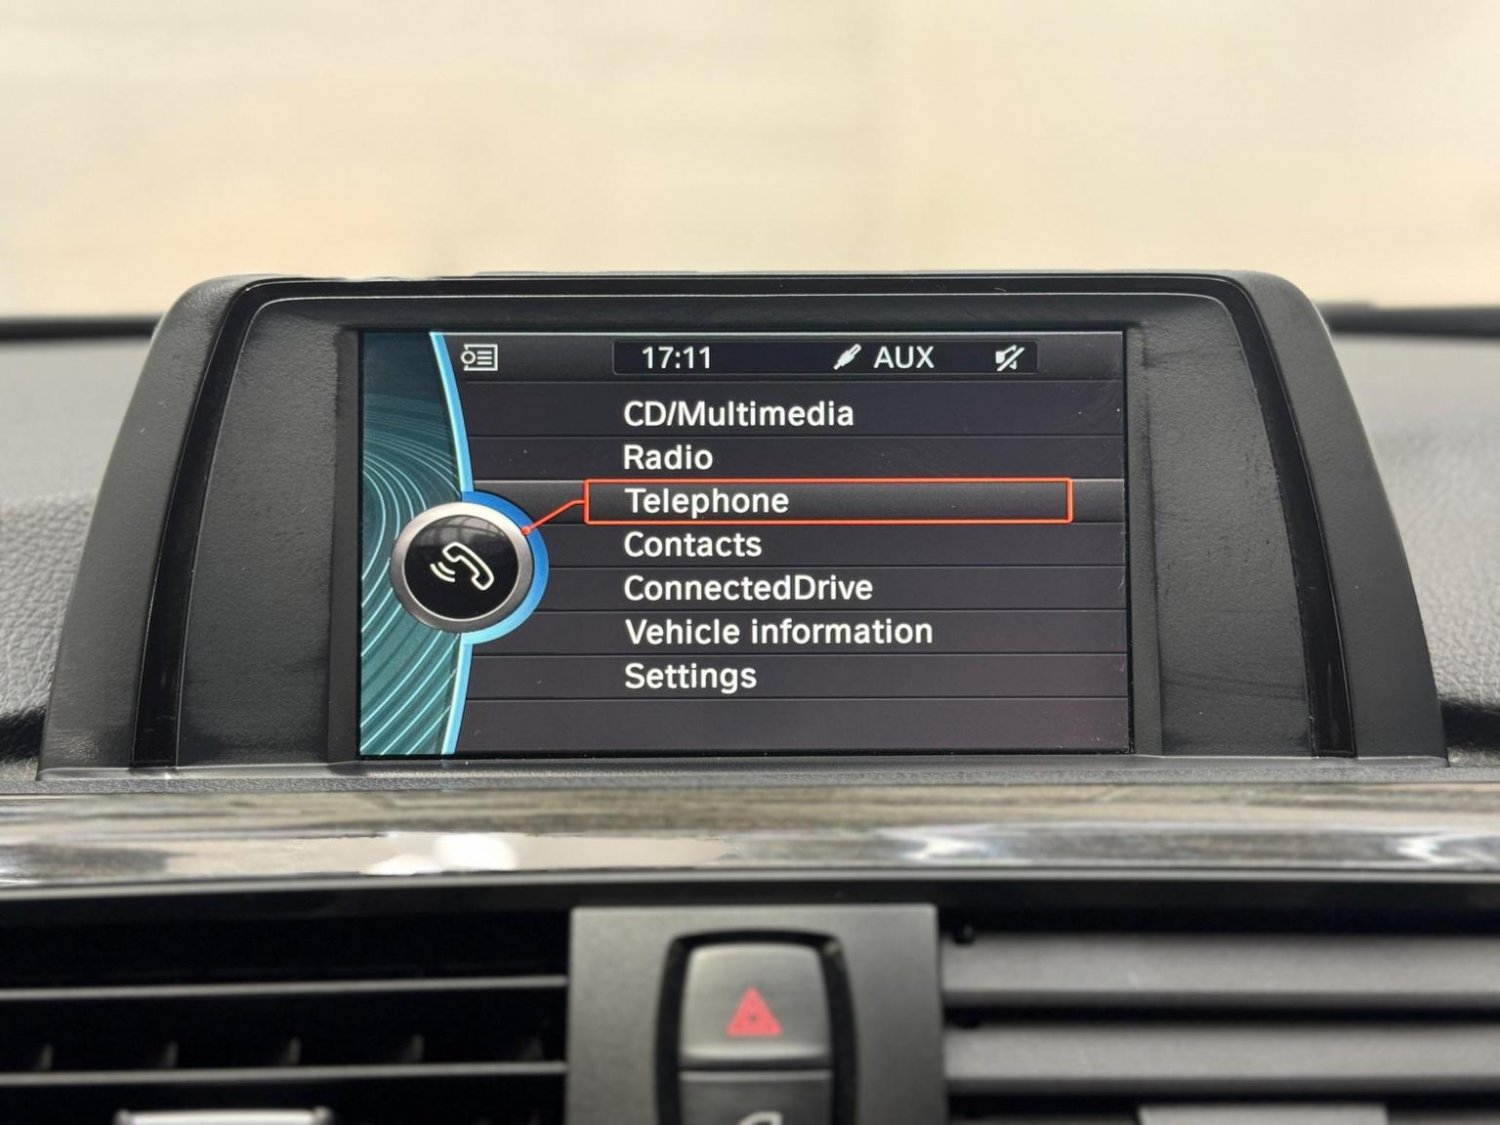 17:11 AUX
CD/Multimedia
Radio
Telephone
Contacts
ConnectedDrive
Vehicle information
Settings